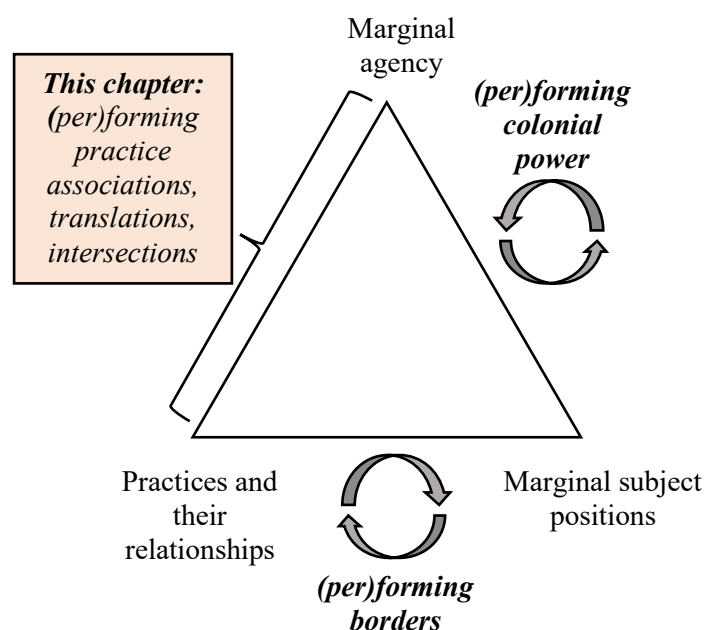 Marginal
agency
This chapter:
(per)forming
practice
associations,
translations,
intersections
(per)forming
colonial
power
Practices and
their
relationships
Marginal subject
positions
(per)forming
borders